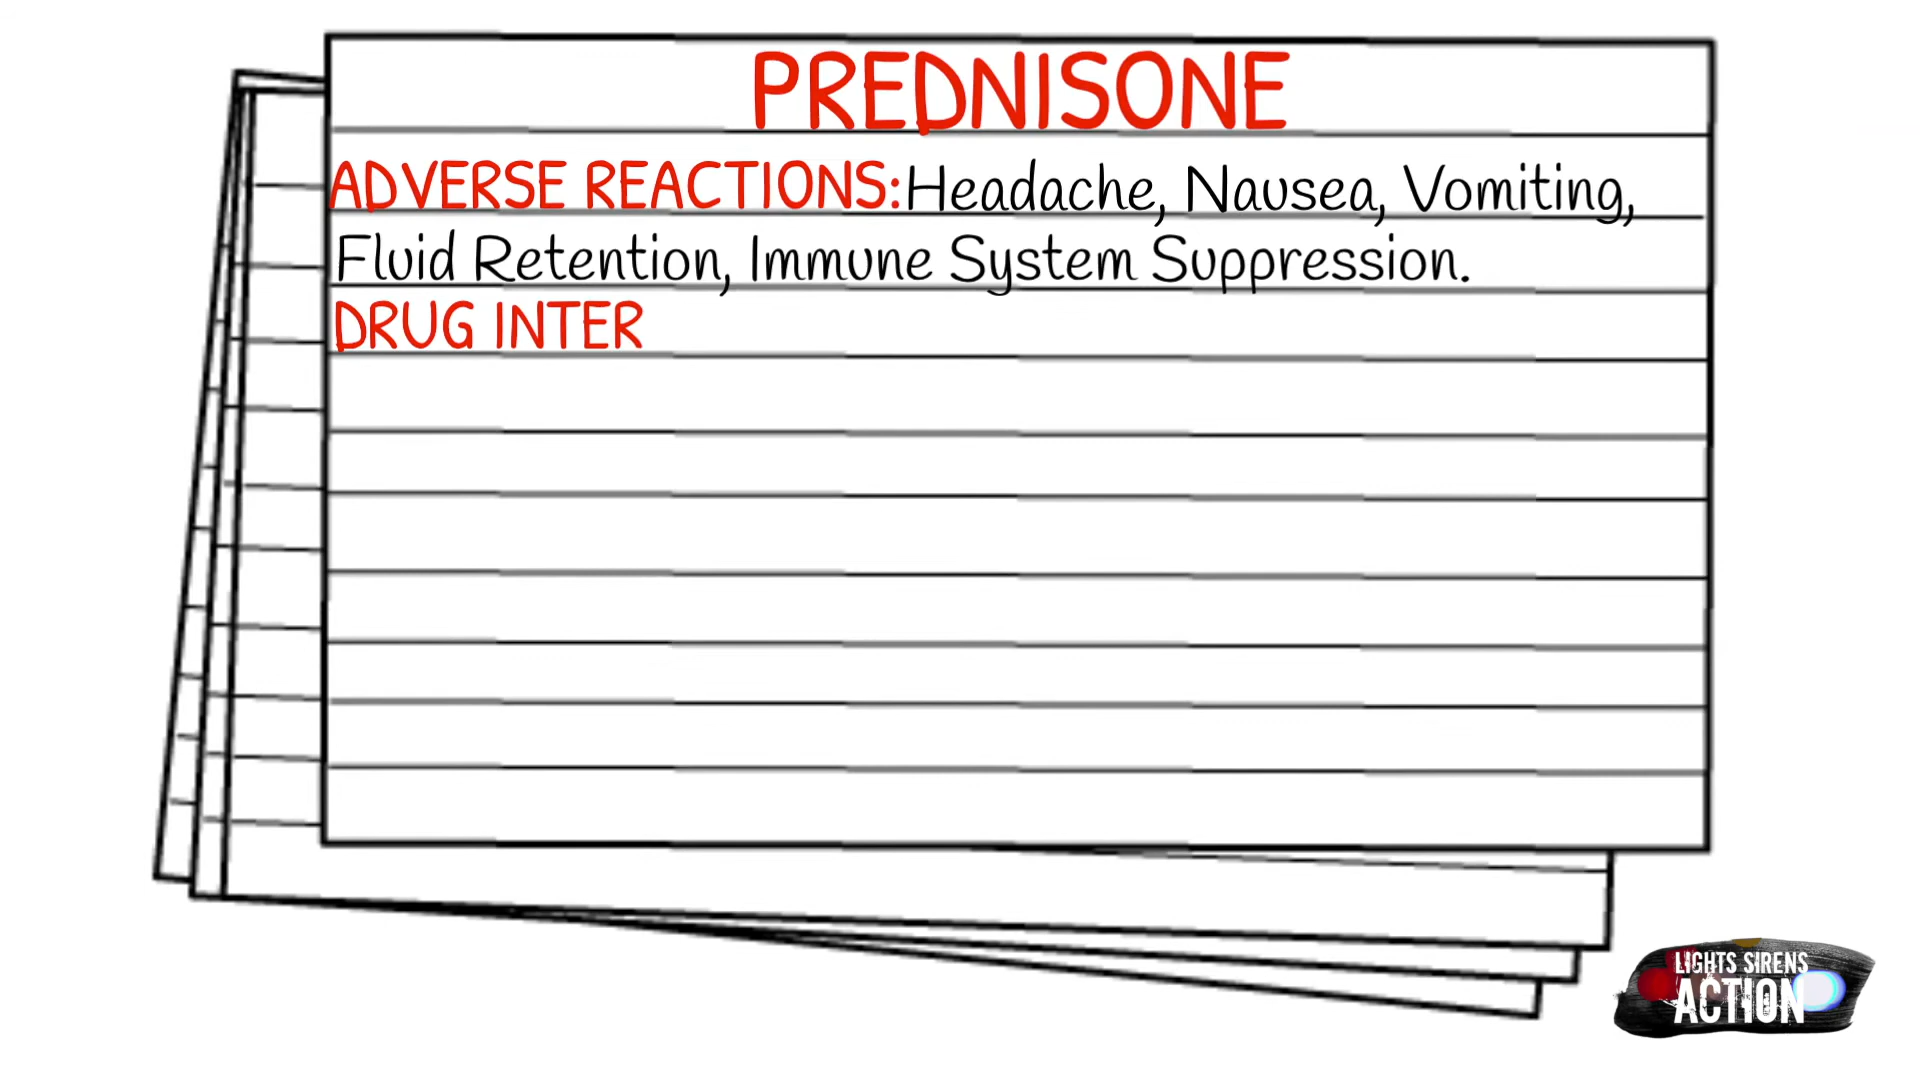 PREDNISONE
ADVERSE REACTIONS:Headache, Nausea, Vomiting,
Fluid Retention, Immune System Suppression.
DRUG INTER
LIGHTS SIRENS
ACTION